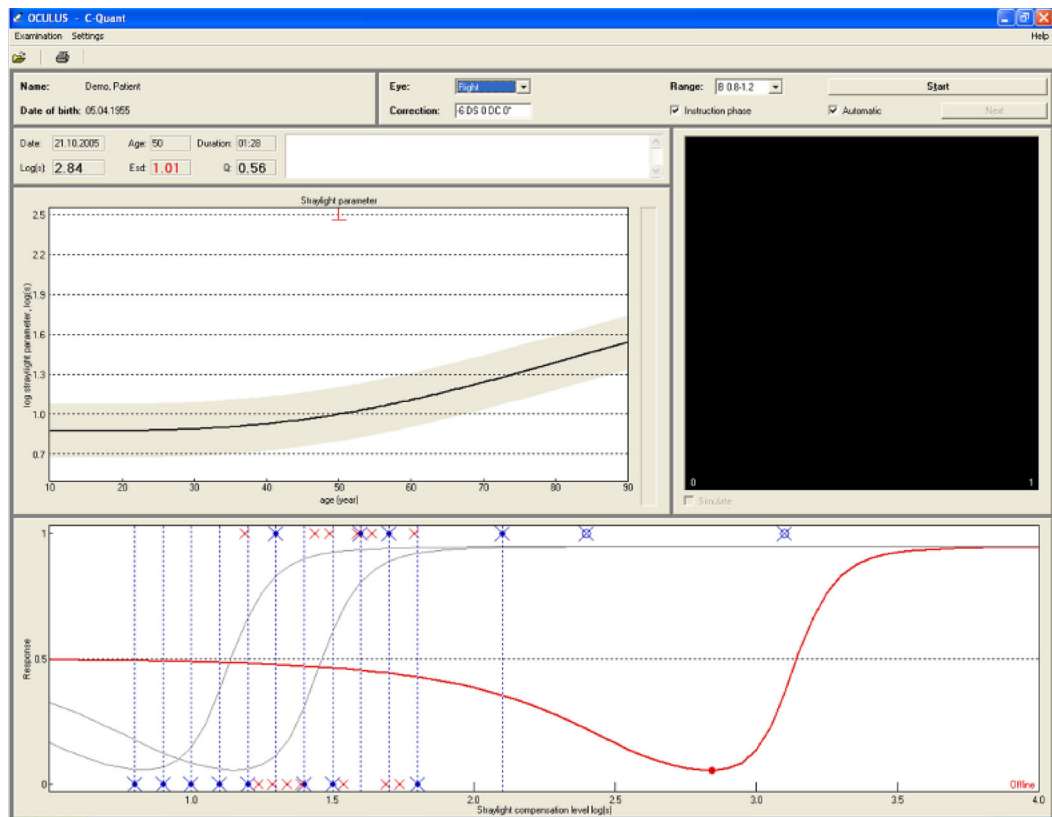 OCULUS - C-Quant
Examination Settings Help
Name: Demo, Patient
Date of birth: 05.04.1955
Eye: Right
Correction: -6 DS 0 DC 0°
Range: B 0.8-1.2
Start
Instruction phase
Automatic
Next
Date: 21.10.2005 Age: 50 Duration: 01:28
Log(s): 2.84 Esd: 1.01 Q: 0.56
Straylight parameter
log straylight parameter, log(s)
2.5
2.2
1.9
1.6
1.3
1.0
0.7
10 20 30 40 50 60 70 80 90
age (year)
0 1
Simulate
Response
1
0.5
0
Offline
1.0 1.5 2.0 2.5 3.0 3.5 4.0
Straylight compensation level log(s)